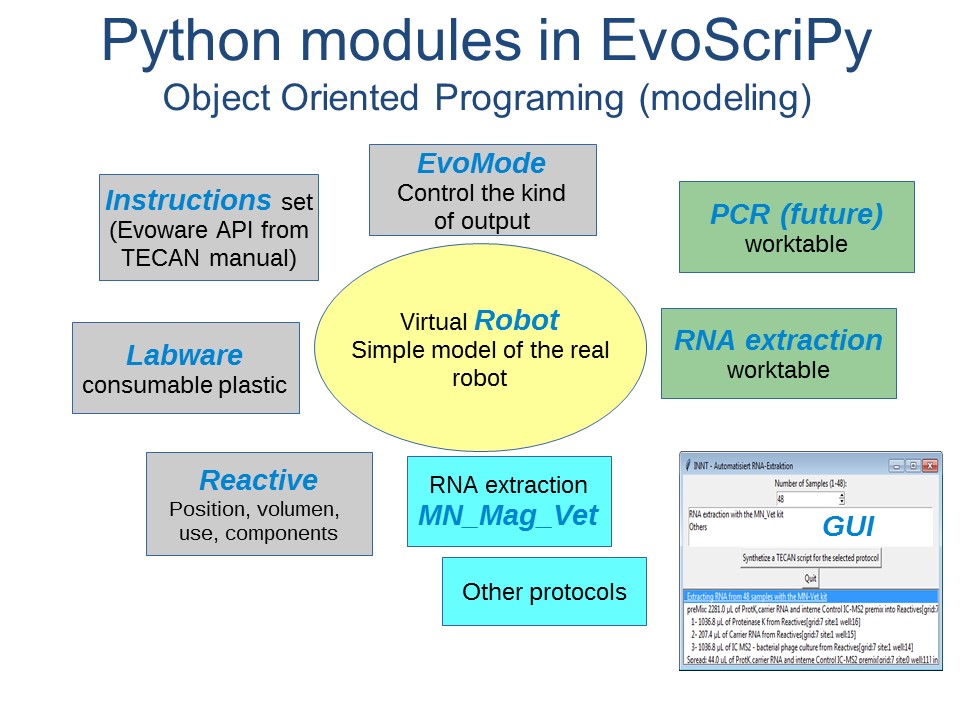 Python modules in EvoScriPy
Object Oriented Programing (modeling)
EvoMode
Control the kind
of output
Instructions set
(Evoware API from
TECAN manual)
PCR (future)
worktable
Virtual Robot
Simple model of the real
robot
RNA extraction
worktable
Labware
consumable plastic
Reactive
Position, volumen,
use, components
RNA extraction
MN_Mag_Vet
Other protocols
INNT - Automatisiert RNA-Extraktion
Number of Samples (1-48):
48
RNA extraction with the MN_Vet kit
Others
GUI
Synthetize a TECAN script for the selected protocol
Quit
Extracting RNA from 48 samples with the MN-Vet kit
preMix 2281.0 µL of ProtK,carrier RNA and interne Control IC-MS2 premix into Reactives[grid:7
1- 1036.8 µL of Proteinase K from Reactives[grid:7 site:1 well:16]
2- 207.4 µL of Carrier RNA from Reactives[grid:7 site:1 well:15]
3- 1036.8 µL of IC MS2 - bacterial phage culture from Reactives[grid:7 site:1 well:14]
Spread: 44.0 µL of ProtK,carrier RNA and interne Control IC-MS2 premix[grid:7 site:0 well:11] in